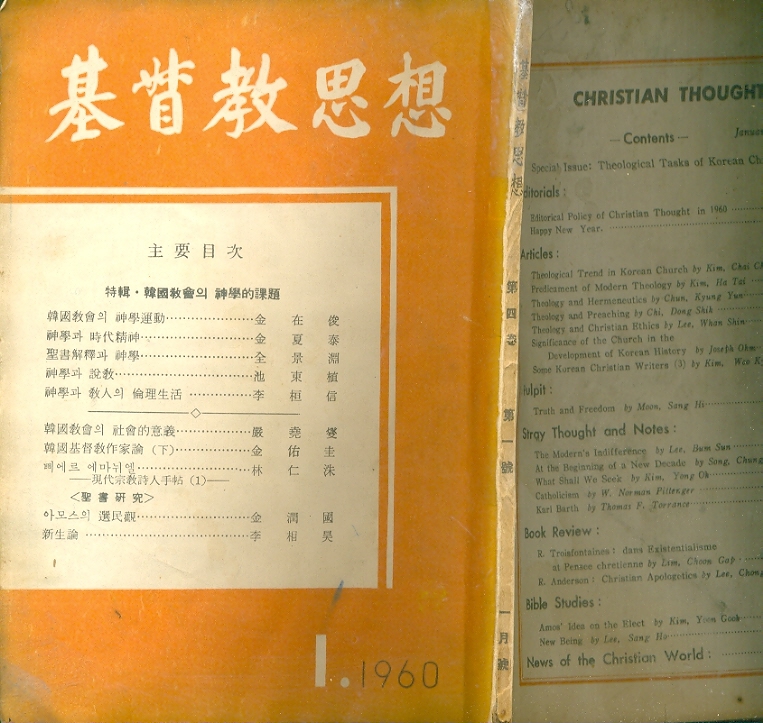 基督教思想
主要目次
特輯・韓國敎會의 神學的課題
韓國敎會의 神學運動…………………金在俊
神學과 時代精神…………………金夏泰
聖書解釋과 神學…………………全景淵
神學과 說敎…………………池東植
神學과 敎人의 倫理生活…………………李桓信
韓國敎會의 社會的意義…………………嚴堯燮
韓國基督敎作家論 (下)…………………金佑圭
삐에르 에마뉘엘…………………林仁洙
——現代宗敎詩人手帖 (1)——
<聖書硏究>
아모스의 選民觀…………………金潤國
新生論…………………李相昊
1.1960
基督教思想 第四卷 第一號 一月號
CHRISTIAN THOUGHT
— Contents —
Special Issue: Theological Tasks of Korean
Editorials :
Editorial Policy of Christian Thought in 1960
Happy New Year.
Articles :
Theological Trend in Korean Church by Kim, Chai
Predicament of Modern Theology by Kim, Ha Tai
Theology and Hermeneutics by Chun, Kyung Yun
Theology and Preaching by Chi, Dong Shik
Theology and Christian Ethics by Lee, Whan Shin
Significance of the Church in the
Development of Korean History by Joseph Ohm
Some Korean Christian Writers (3) by Kim,
Pulpit :
Truth and Freedom by Moon, Sang Hi
Stray Thought and Notes :
The Modern's Indifference by Lee, Bum Sun
At the Beginning of a New Decade by Song, Chung
What Shall We Seek by Kim, Yong Ok
Catholicism by W. Norman Pittenger
Karl Barth by Thomas F. Torrance
Book Review :
R. Troisfontaines: dans Existentialisme
at Pensee chretienne by Lim, Choon Gap
R. Anderson: Christian Apologetics by Lee, Chong
Bible Studies :
Amos' Idea on the Elect by Kim, Yoon Gook
New Being by Lee, Sang Ho
News of the Christian World :